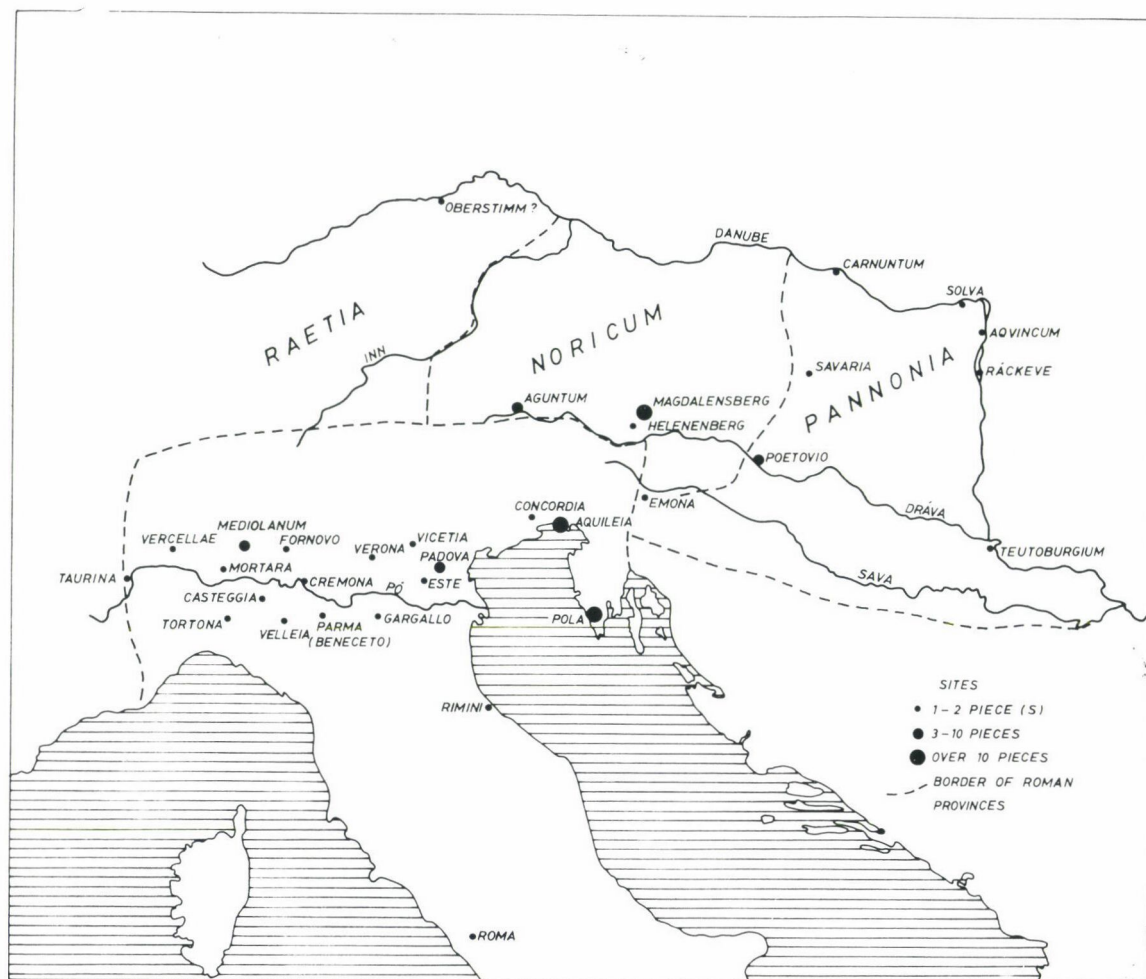 OBERSTIMM ?
DANUBE
CARNUNTUM
SOLVA
AQVINCUM
RÁCKEVE
RAETIA
INN
NORICUM
SAVARIA
PANNONIA
AGUNTUM
MAGDALENSBERG
HELENENBERG
POETOVIO
EMONA
DRÁVA
TEUTOBURGIUM
SAVA
CONCORDIA
AQUILEIA
MEDIOLANUM
VERCELLAE
FORNOVO
VICETIA
VERONA
PADOVA
MORTARA
TAURINA
CREMONA
PÓ
ESTE
CASTEGGIA
TORTONA
VELLEIA
PARMA
(BENECETO)
GARGALLO
POLA
RIMINI
ROMA
SITES
1-2 PIECE (S)
3-10 PIECES
OVER 10 PIECES
BORDER OF ROMAN
PROVINCES